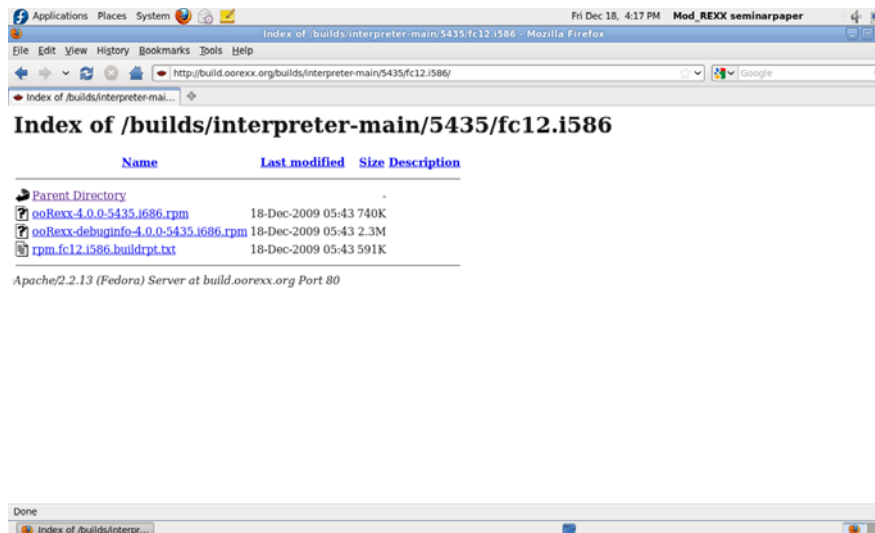 Applications Places System Fri Dec 18, 4:17 PM Mod_REXX seminarpaper
Index of /builds/interpreter-main/5435/fc12.i586 - Mozilla Firefox
File Edit View History Bookmarks Tools Help
http://build.oorexx.org/builds/interpreter-main/5435/fc12.i586/ Google
Index of /builds/interpreter-mai...
Index of /builds/interpreter-main/5435/fc12.i586
Name Last modified Size Description
Parent Directory -
ooRexx-4.0.0-5435.i686.rpm 18-Dec-2009 05:43 740K
ooRexx-debuginfo-4.0.0-5435.i686.rpm 18-Dec-2009 05:43 2.3M
rpm.fc12.i586.buildrpt.txt 18-Dec-2009 05:43 591K
Apache/2.2.13 (Fedora) Server at build.oorexx.org Port 80
Done
Index of /builds/interpr...